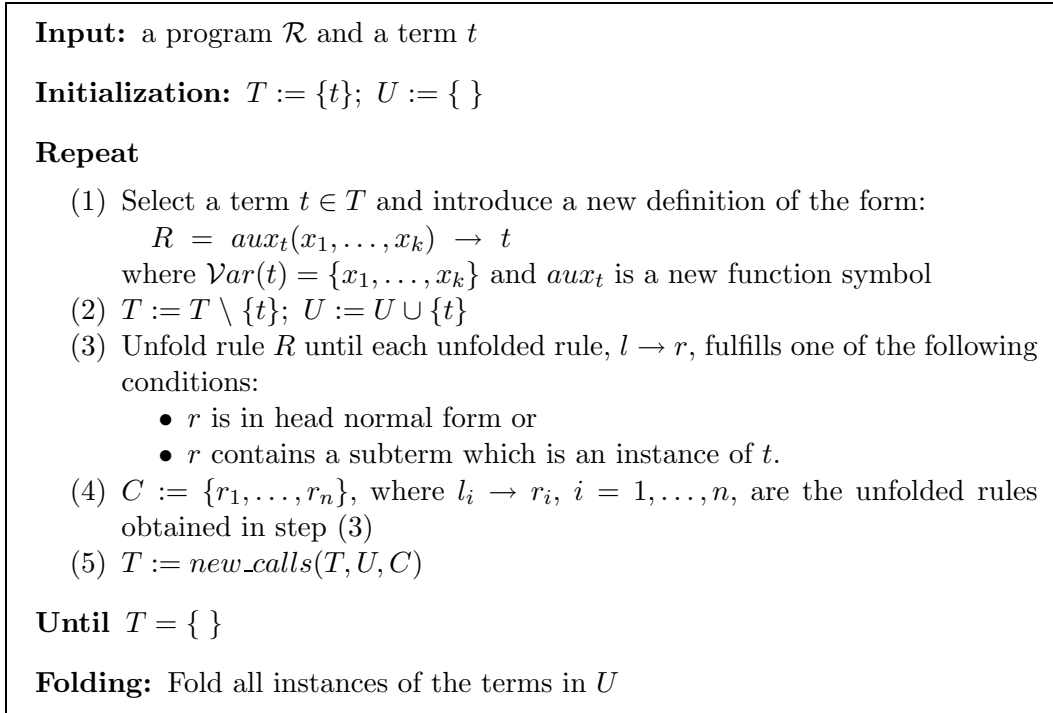 Input: a program ℛ and a term t
Initialization: T := {t}; U := { }
Repeat
(1) Select a term t ∈ T and introduce a new definition of the form:
R = aux_t(x_1, . . . , x_k) → t
where 𝒱ar(t) = {x_1, . . . , x_k} and aux_t is a new function symbol
(2) T := T \ {t}; U := U ∪ {t}
(3) Unfold rule R until each unfolded rule, l → r, fulfills one of the following
conditions:
• r is in head normal form or
• r contains a subterm which is an instance of t.
(4) C := {r_1, . . . , r_n}, where l_i → r_i, i = 1, . . . , n, are the unfolded rules
obtained in step (3)
(5) T := new_calls(T, U, C)
Until T = { }
Folding: Fold all instances of the terms in U